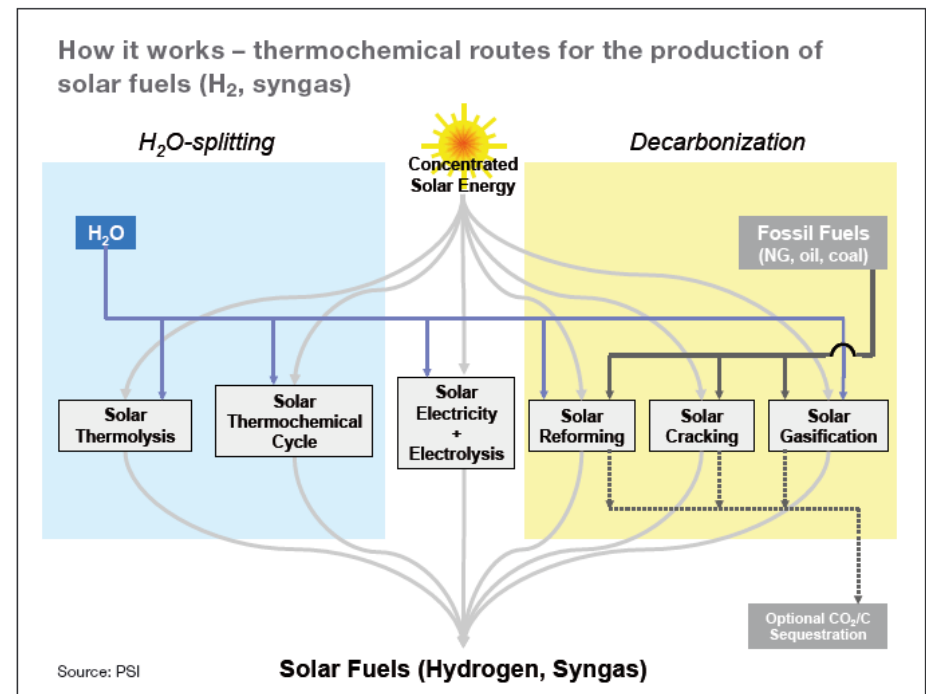 How it works – thermochemical routes for the production of
solar fuels (H₂, syngas)
H₂O-splitting
Concentrated
Solar Energy
Decarbonization
H₂O
Fossil Fuels
(NG, oil, coal)
Solar
Thermolysis
Solar
Thermochemical
Cycle
Solar
Electricity
+
Electrolysis
Solar
Reforming
Solar
Cracking
Solar
Gasification
Optional CO₂/C
Sequestration
Source: PSI
Solar Fuels (Hydrogen, Syngas)